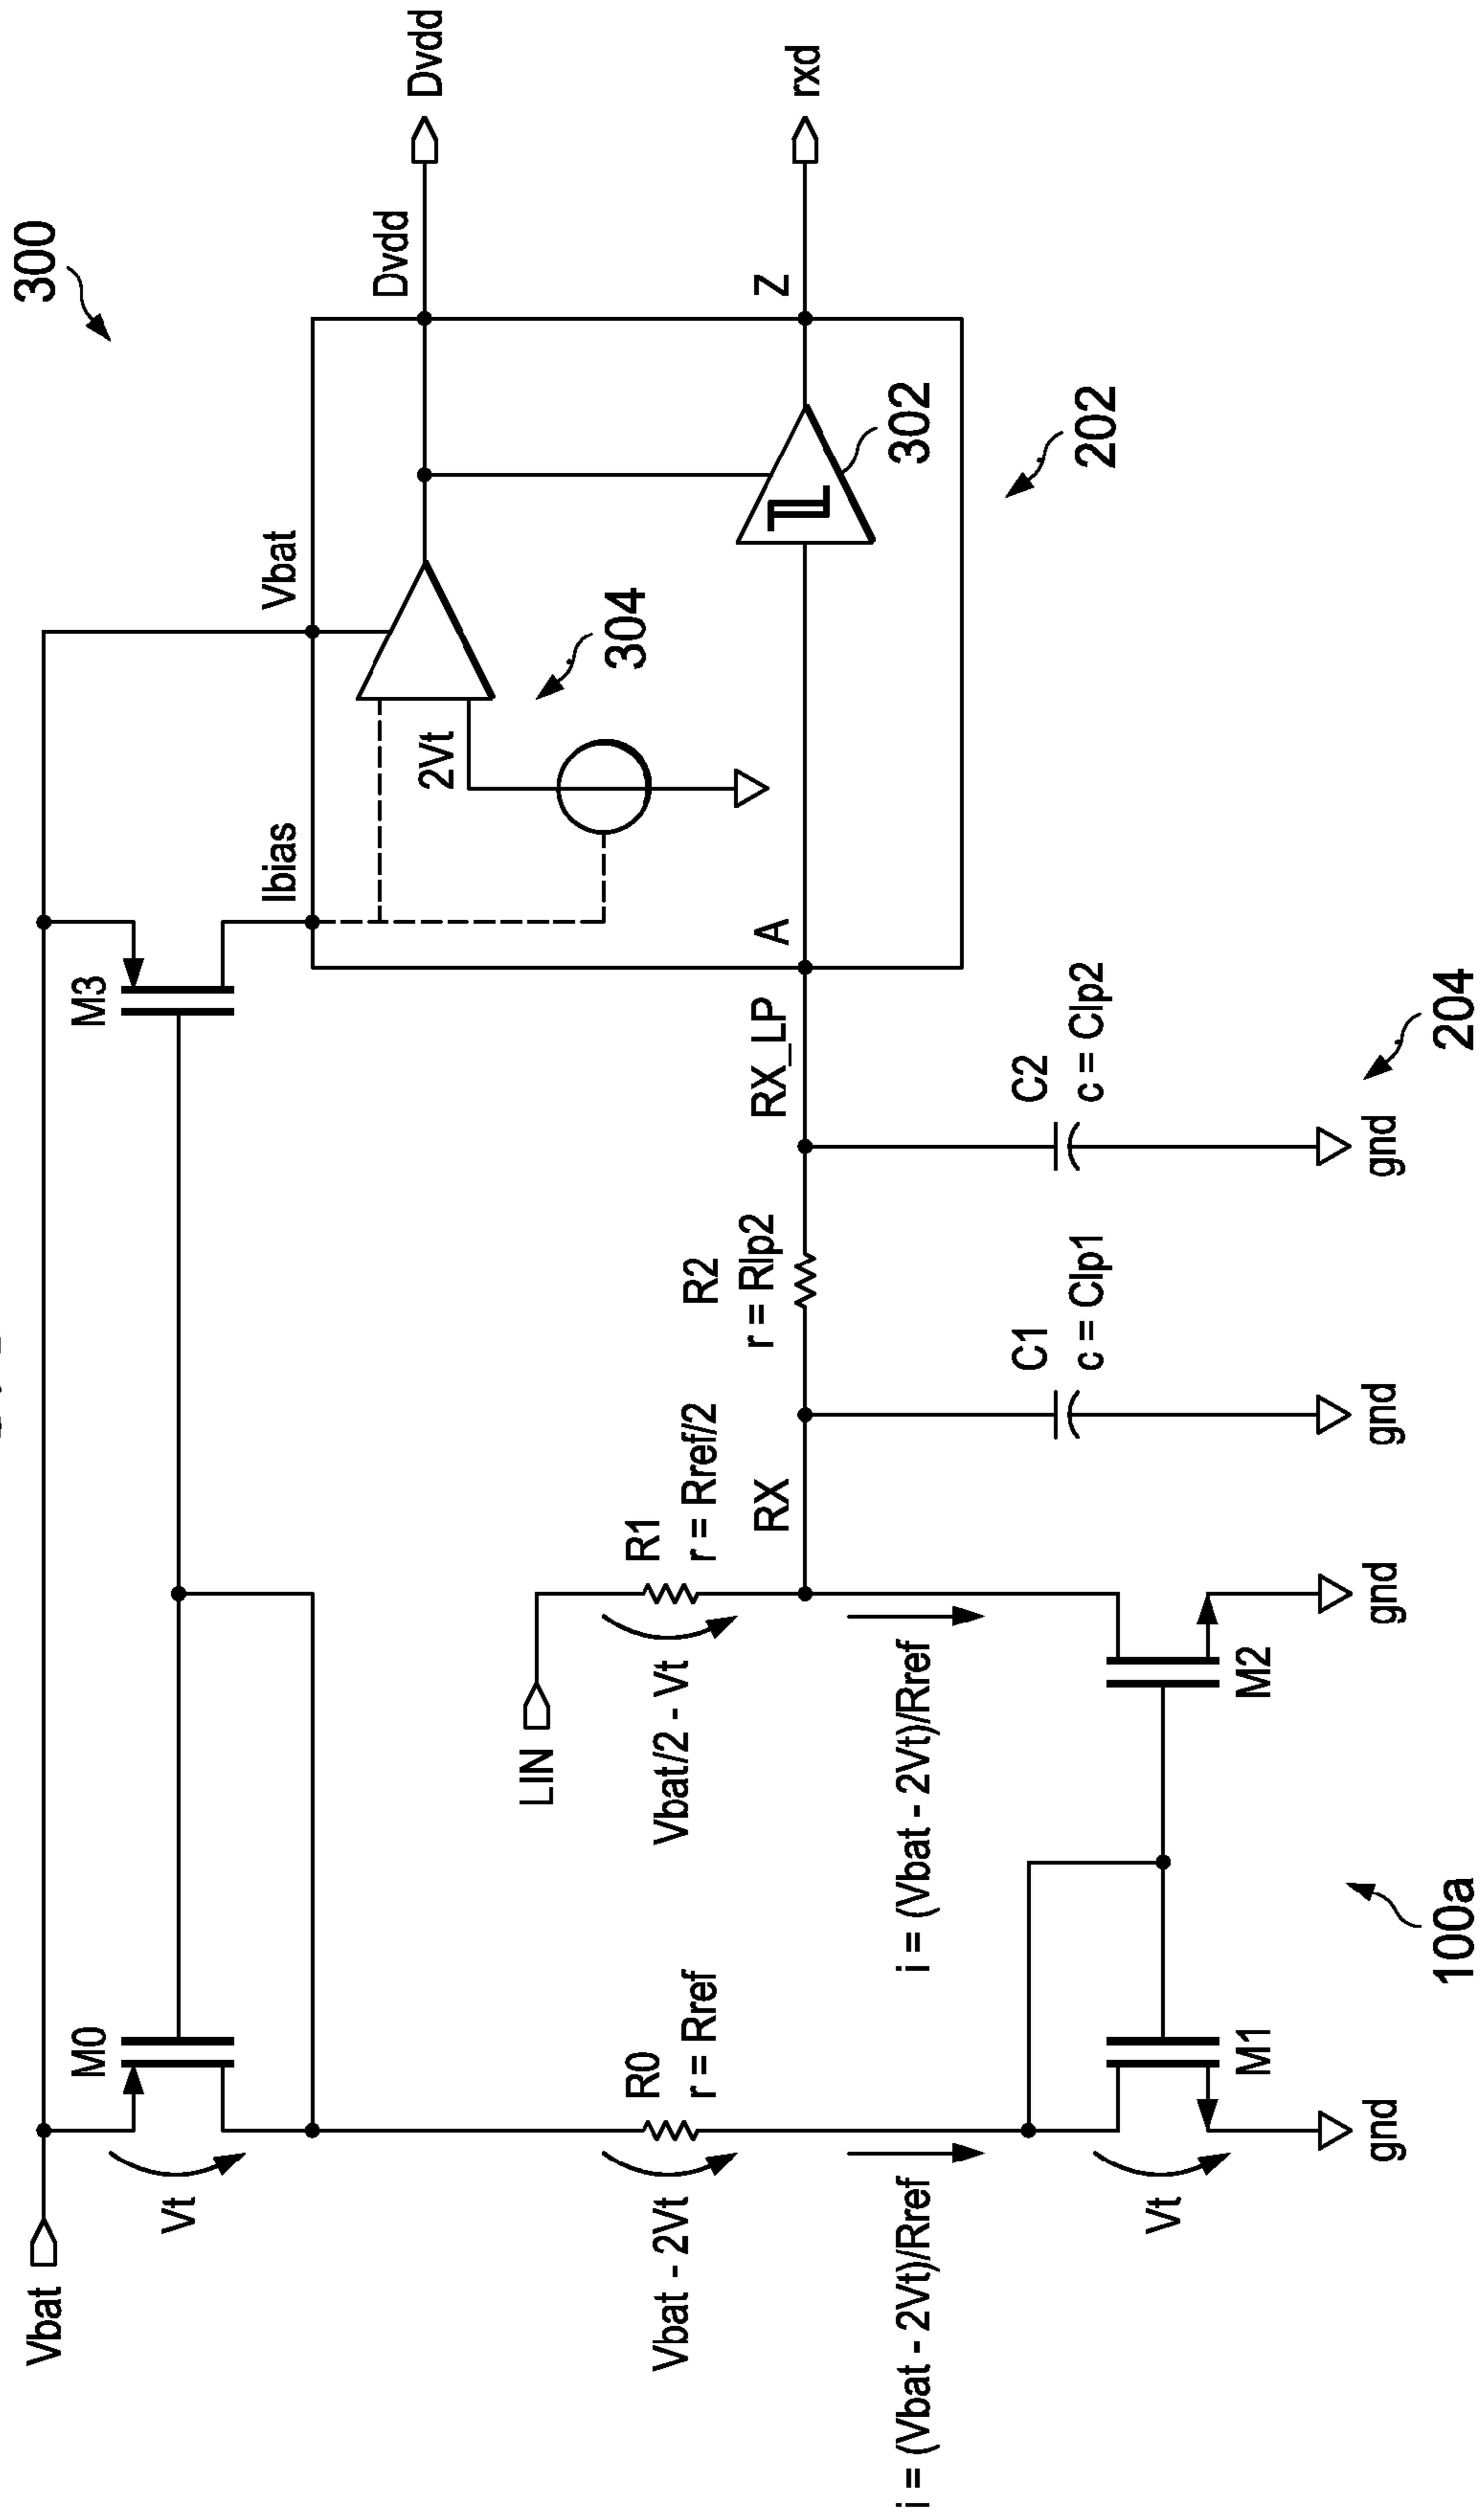 300
Vbat
M0
Vt
M3
Ibias
Vbat
Dvdd
Dvdd
2Vt
304
LIN
R0
r = Rref
Vbat - 2Vt
R1
r = Rref/2
Vbat/2 - Vt
RX
R2
r = Rlp2
RX_LP
A
Z
rxd
302
i = (Vbat - 2Vt)/Rref
i = (Vbat - 2Vt)/Rref
C1
c = Clp1
C2
c = Clp2
202
Vt
M1
M2
gnd
gnd
gnd
gnd
100a
204